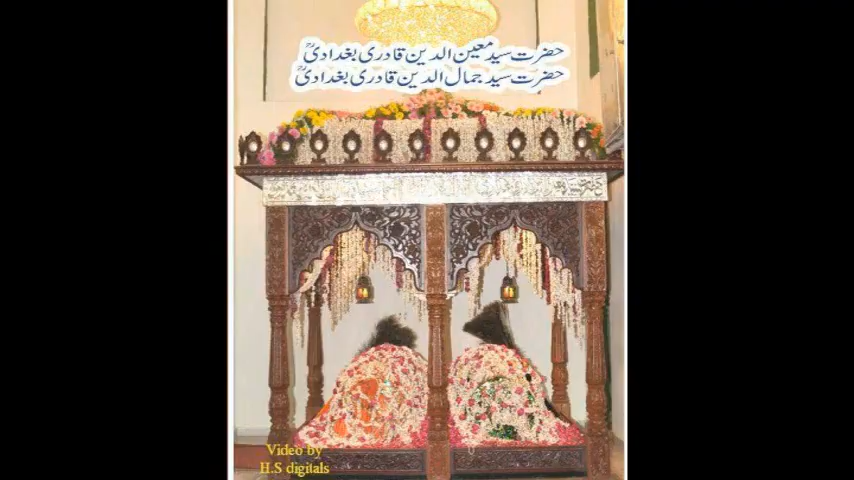 حضرت سید معین الدین قادری بغدادیؒ
حضرت سید جمال الدین قادری بغدادیؒ
Video by
H.S digitals